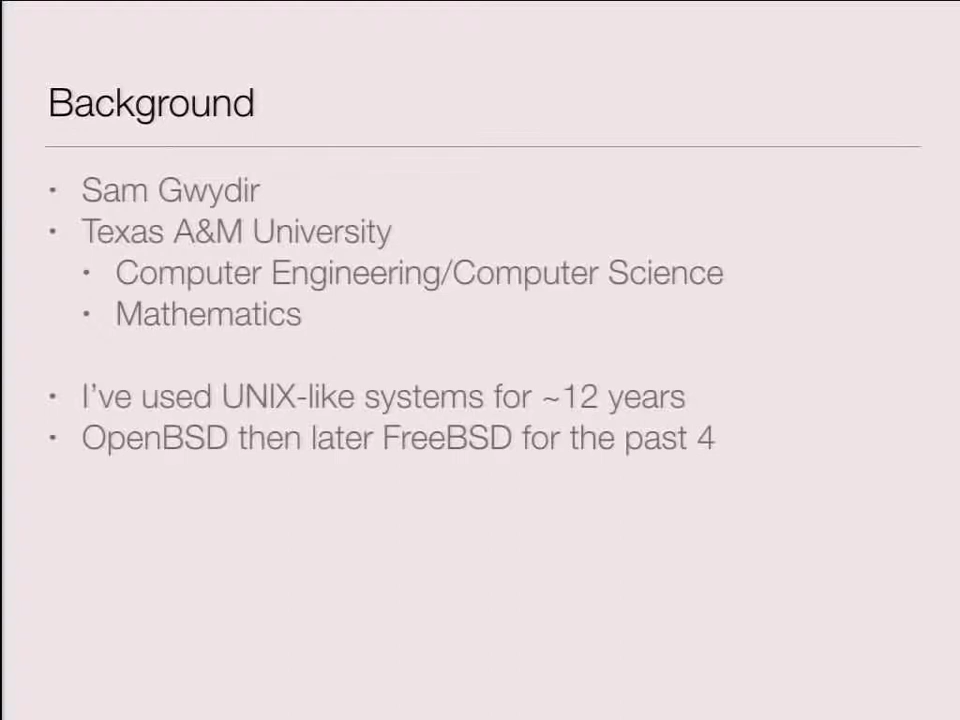 Background
• Sam Gwydir
• Texas A&M University
• Computer Engineering/Computer Science
• Mathematics
• I’ve used UNIX-like systems for ~12 years
• OpenBSD then later FreeBSD for the past 4